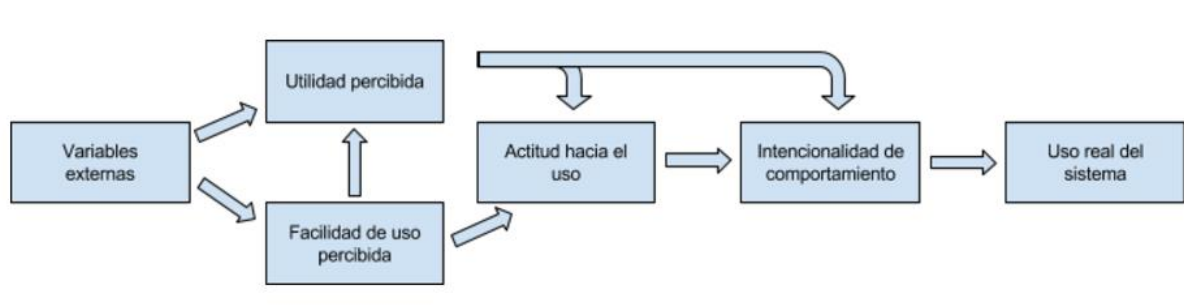 Utilidad percibida
Variables
externas
Actitud hacia el
uso
Intencionalidad de
comportamiento
Uso real del
sistema
Facilidad de uso
percibida